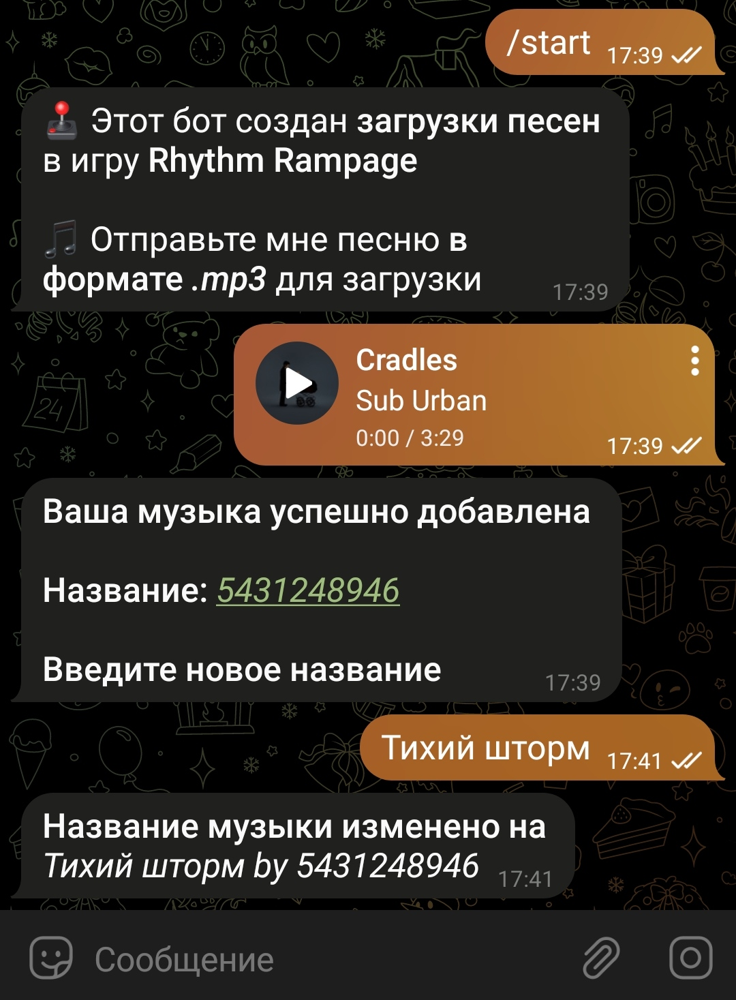 /start 17:39
🕹 Этот бот создан загрузки песен
в игру Rhythm Rampage
🎵 Отправьте мне песню в
формате .mp3 для загрузки 17:39
Cradles
Sub Urban
0:00 / 3:29 17:39
24
Ваша музыка успешно добавлена
Название: 5431248946
Введите новое название 17:39
Тихий шторм 17:41
Название музыки изменено на
Тихий шторм by 5431248946 17:41
Сообщение